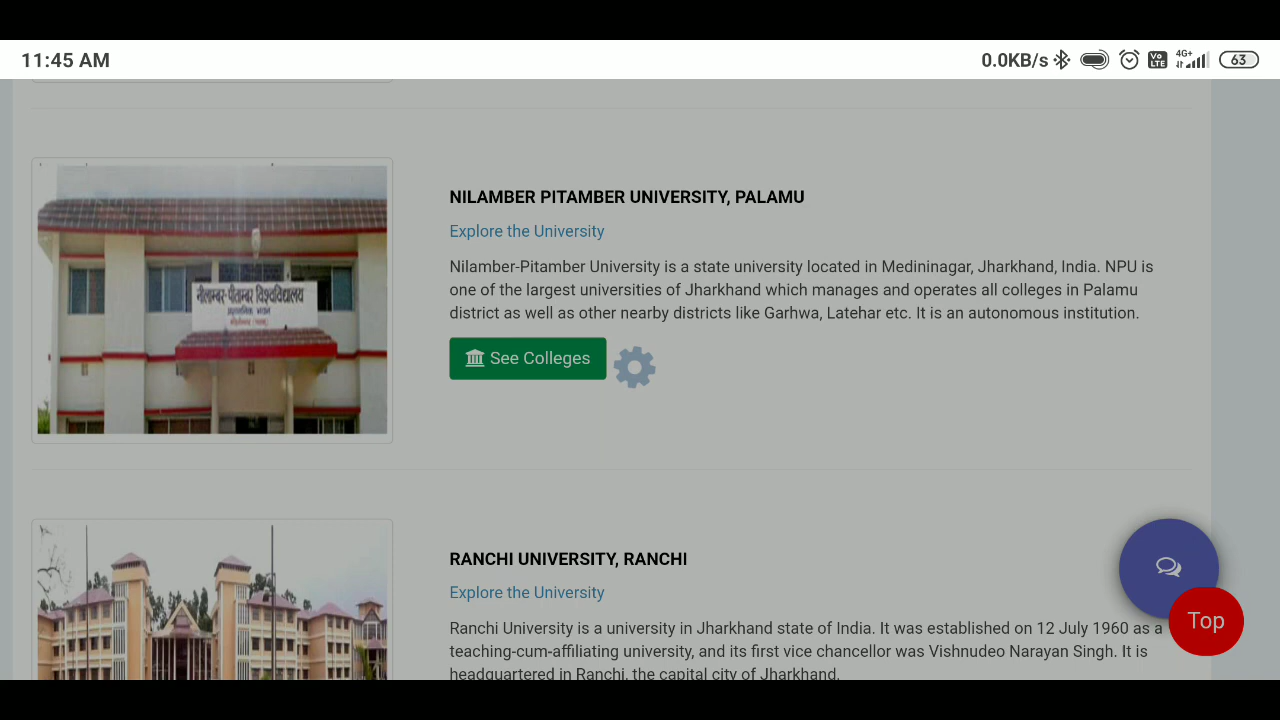 11:45 AM
0.0KB/s
VO LTE
4G+
63
NILAMBER PITAMBER UNIVERSITY, PALAMU
Explore the University
Nilamber-Pitamber University is a state university located in Medininagar, Jharkhand, India. NPU is
one of the largest universities of Jharkhand which manages and operates all colleges in Palamu
district as well as other nearby districts like Garhwa, Latehar etc. It is an autonomous institution.
नीलाम्बर-पीताम्बर विश्वविद्यालय
See Colleges
RANCHI UNIVERSITY, RANCHI
Explore the University
Ranchi University is a university in Jharkhand state of India. It was established on 12 July 1960 as a
teaching-cum-affiliating university, and its first vice chancellor was Vishnudeo Narayan Singh. It is
headquartered in Ranchi, the capital city of Jharkhand.
Top